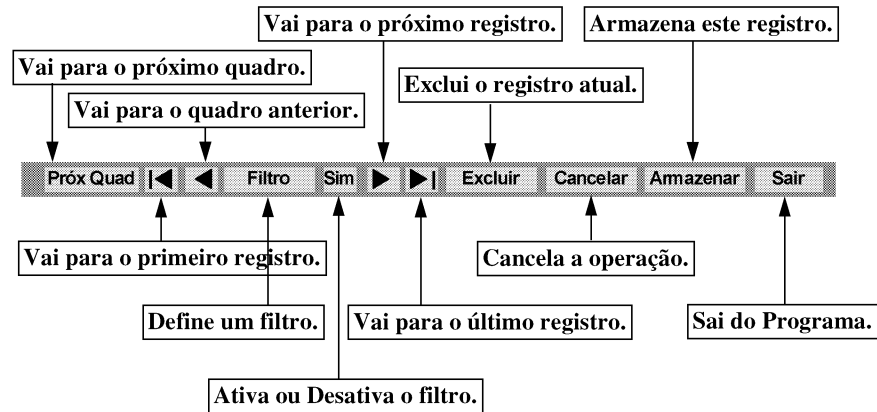 Vai para o próximo registro.
Armazena este registro.
Vai para o próximo quadro.
Exclui o registro atual.
Vai para o quadro anterior.
Próx Quad |◀ ◀ Filtro Sim ▶ ▶| Excluir Cancelar Armazenar Sair
Vai para o primeiro registro.
Cancela a operação.
Define um filtro.
Vai para o último registro.
Sai do Programa.
Ativa ou Desativa o filtro.